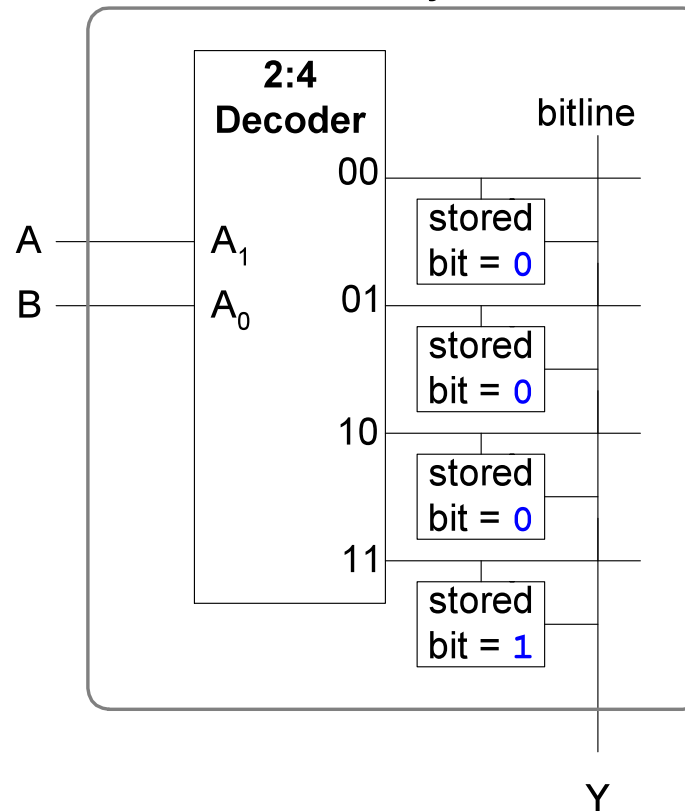 2:4
Decoder
bitline
00
stored
bit = 0
A
A1
01
B
A0
stored
bit = 0
10
stored
bit = 0
11
stored
bit = 1
Y